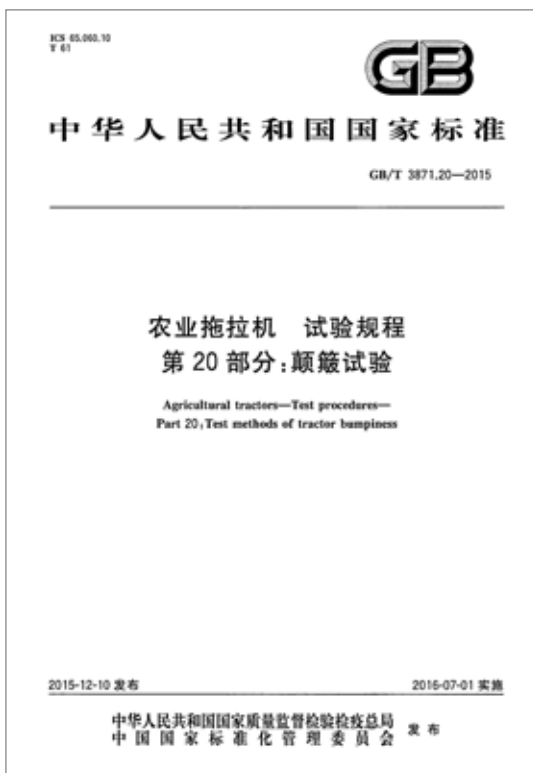 ICS 65.060.10
T 61
GB
中华人民共和国国家标准
GB/T 3871.20—2015
农业拖拉机 试验规程
第20部分:颠簸试验
Agricultural tractors—Test procedures—
Part 20:Test methods of tractor bumpiness
2015-12-10 发布
2016-07-01 实施
中华人民共和国国家质量监督检验检疫总局
中国国家标准化管理委员会
发布